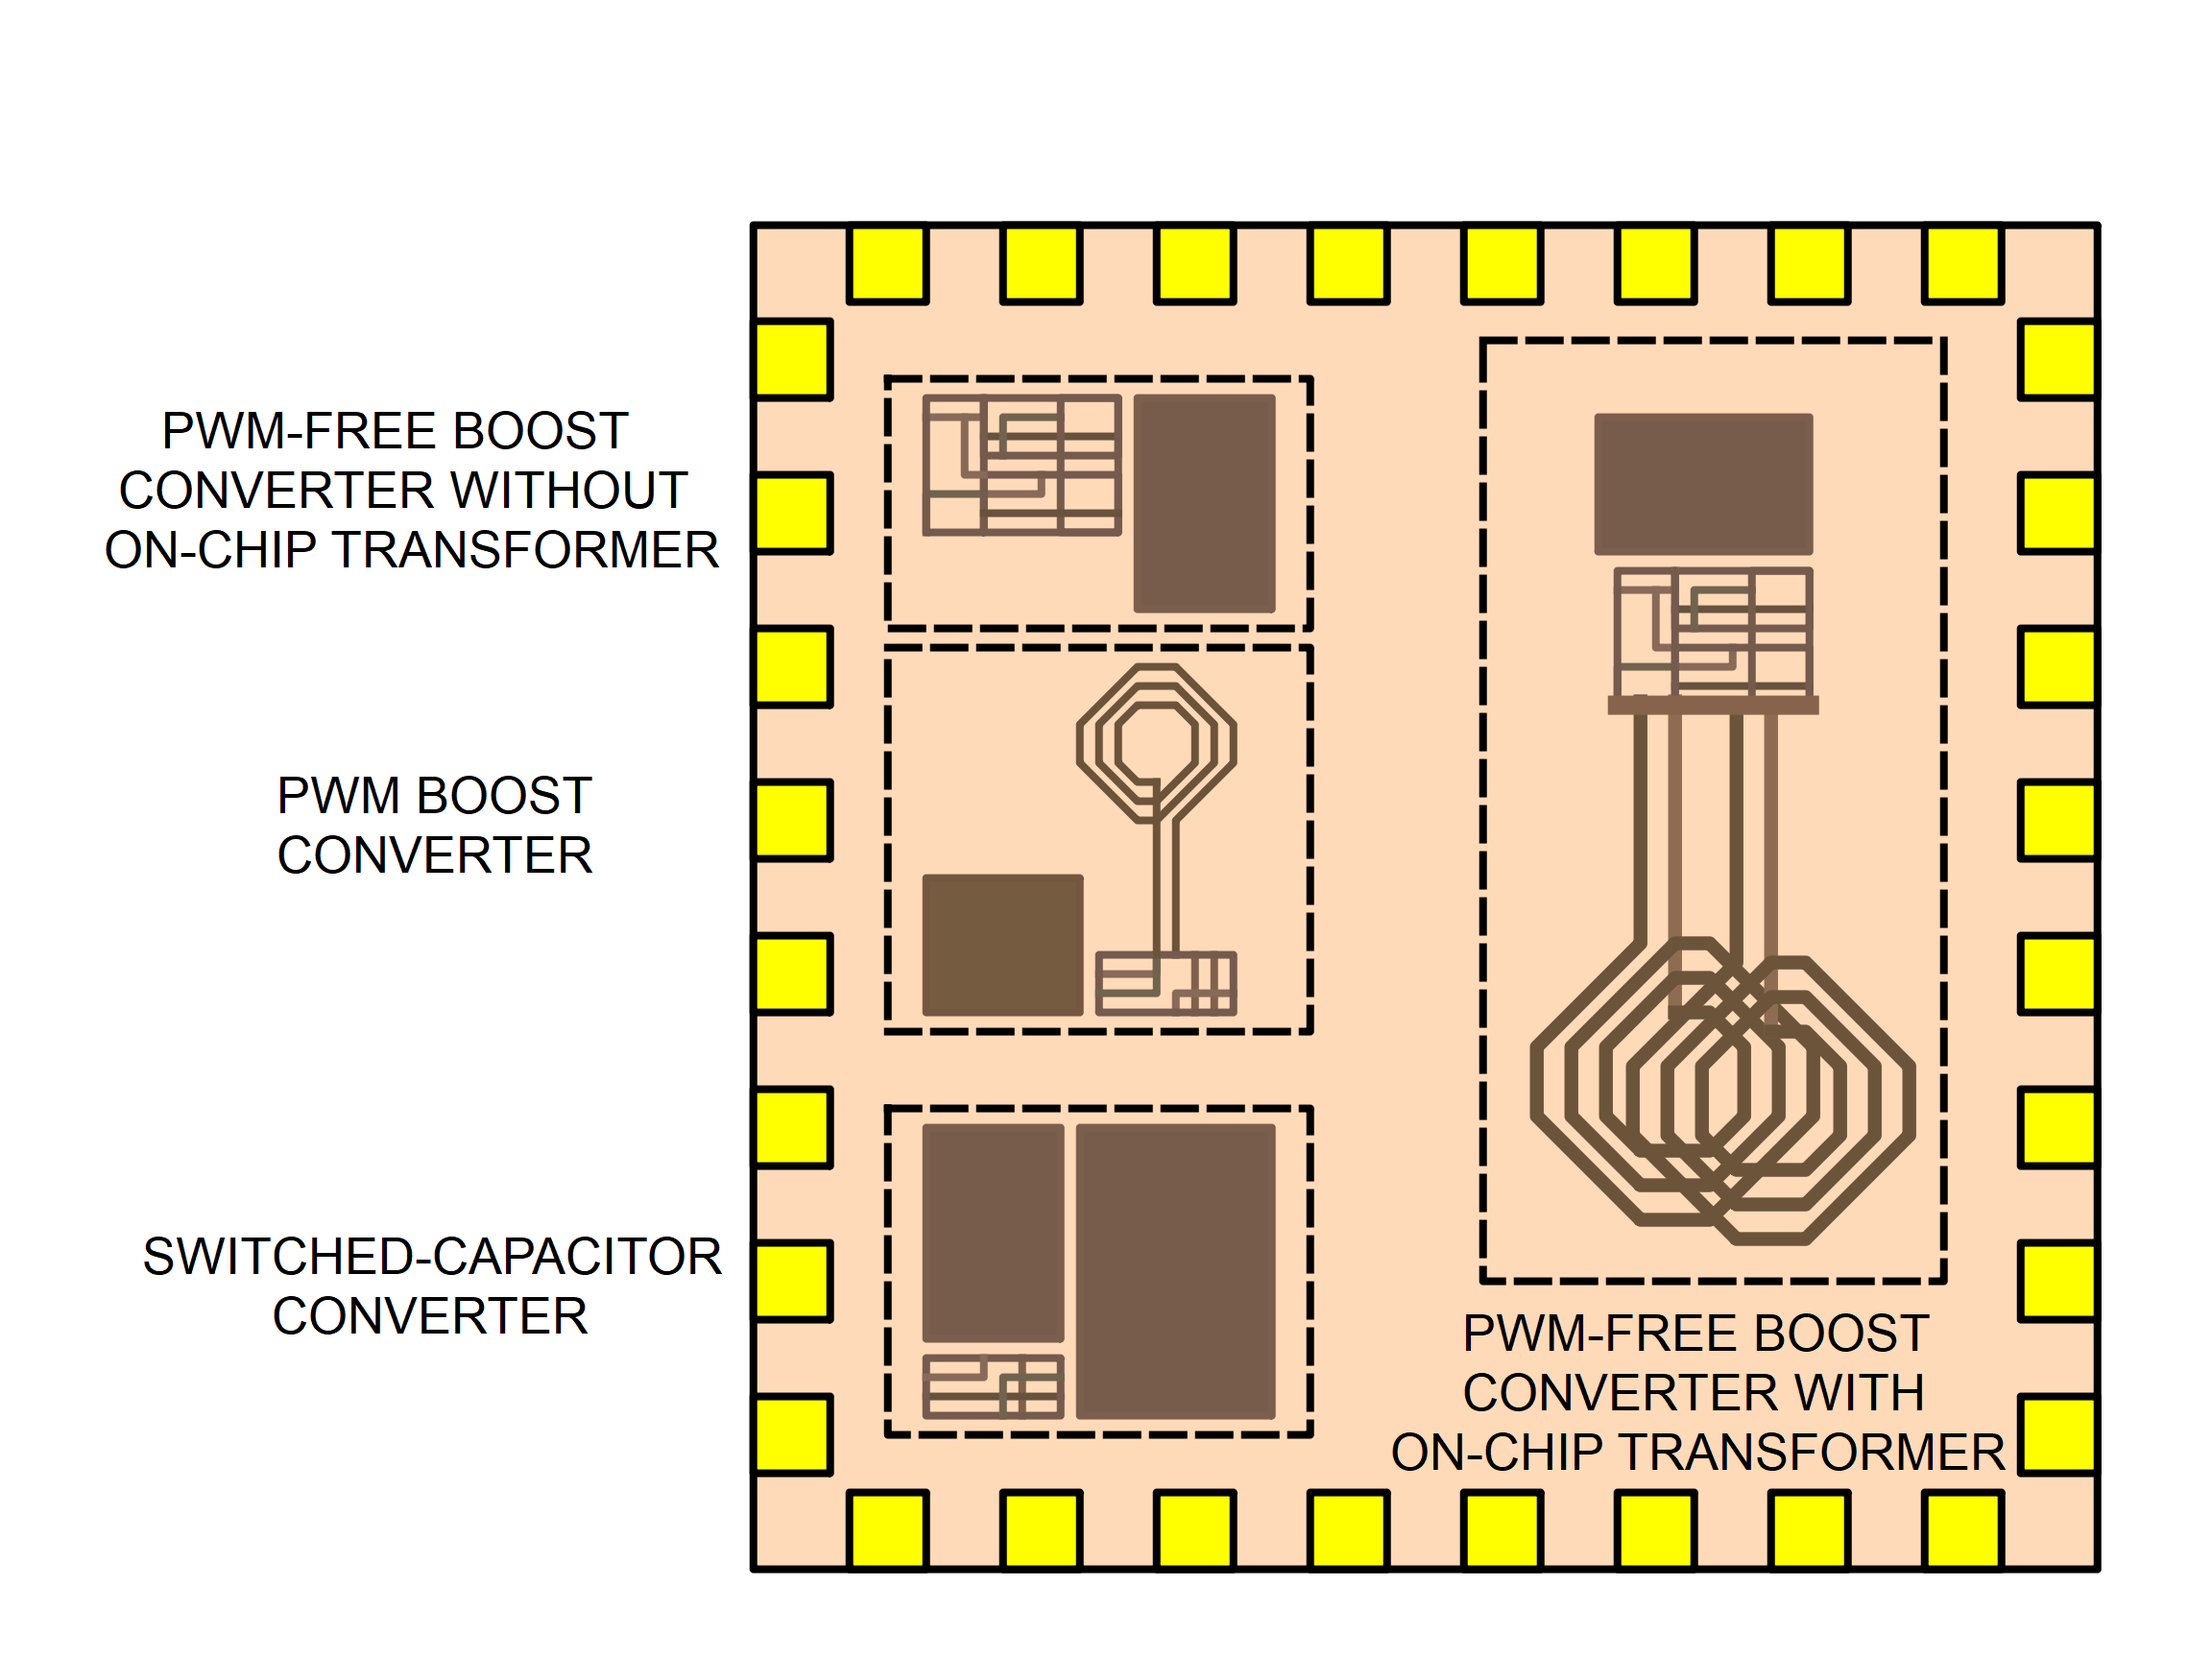 PWM-FREE BOOST
CONVERTER WITHOUT
ON-CHIP TRANSFORMER
PWM BOOST
CONVERTER
SWITCHED-CAPACITOR
CONVERTER
PWM-FREE BOOST
CONVERTER WITH
ON-CHIP TRANSFORMER